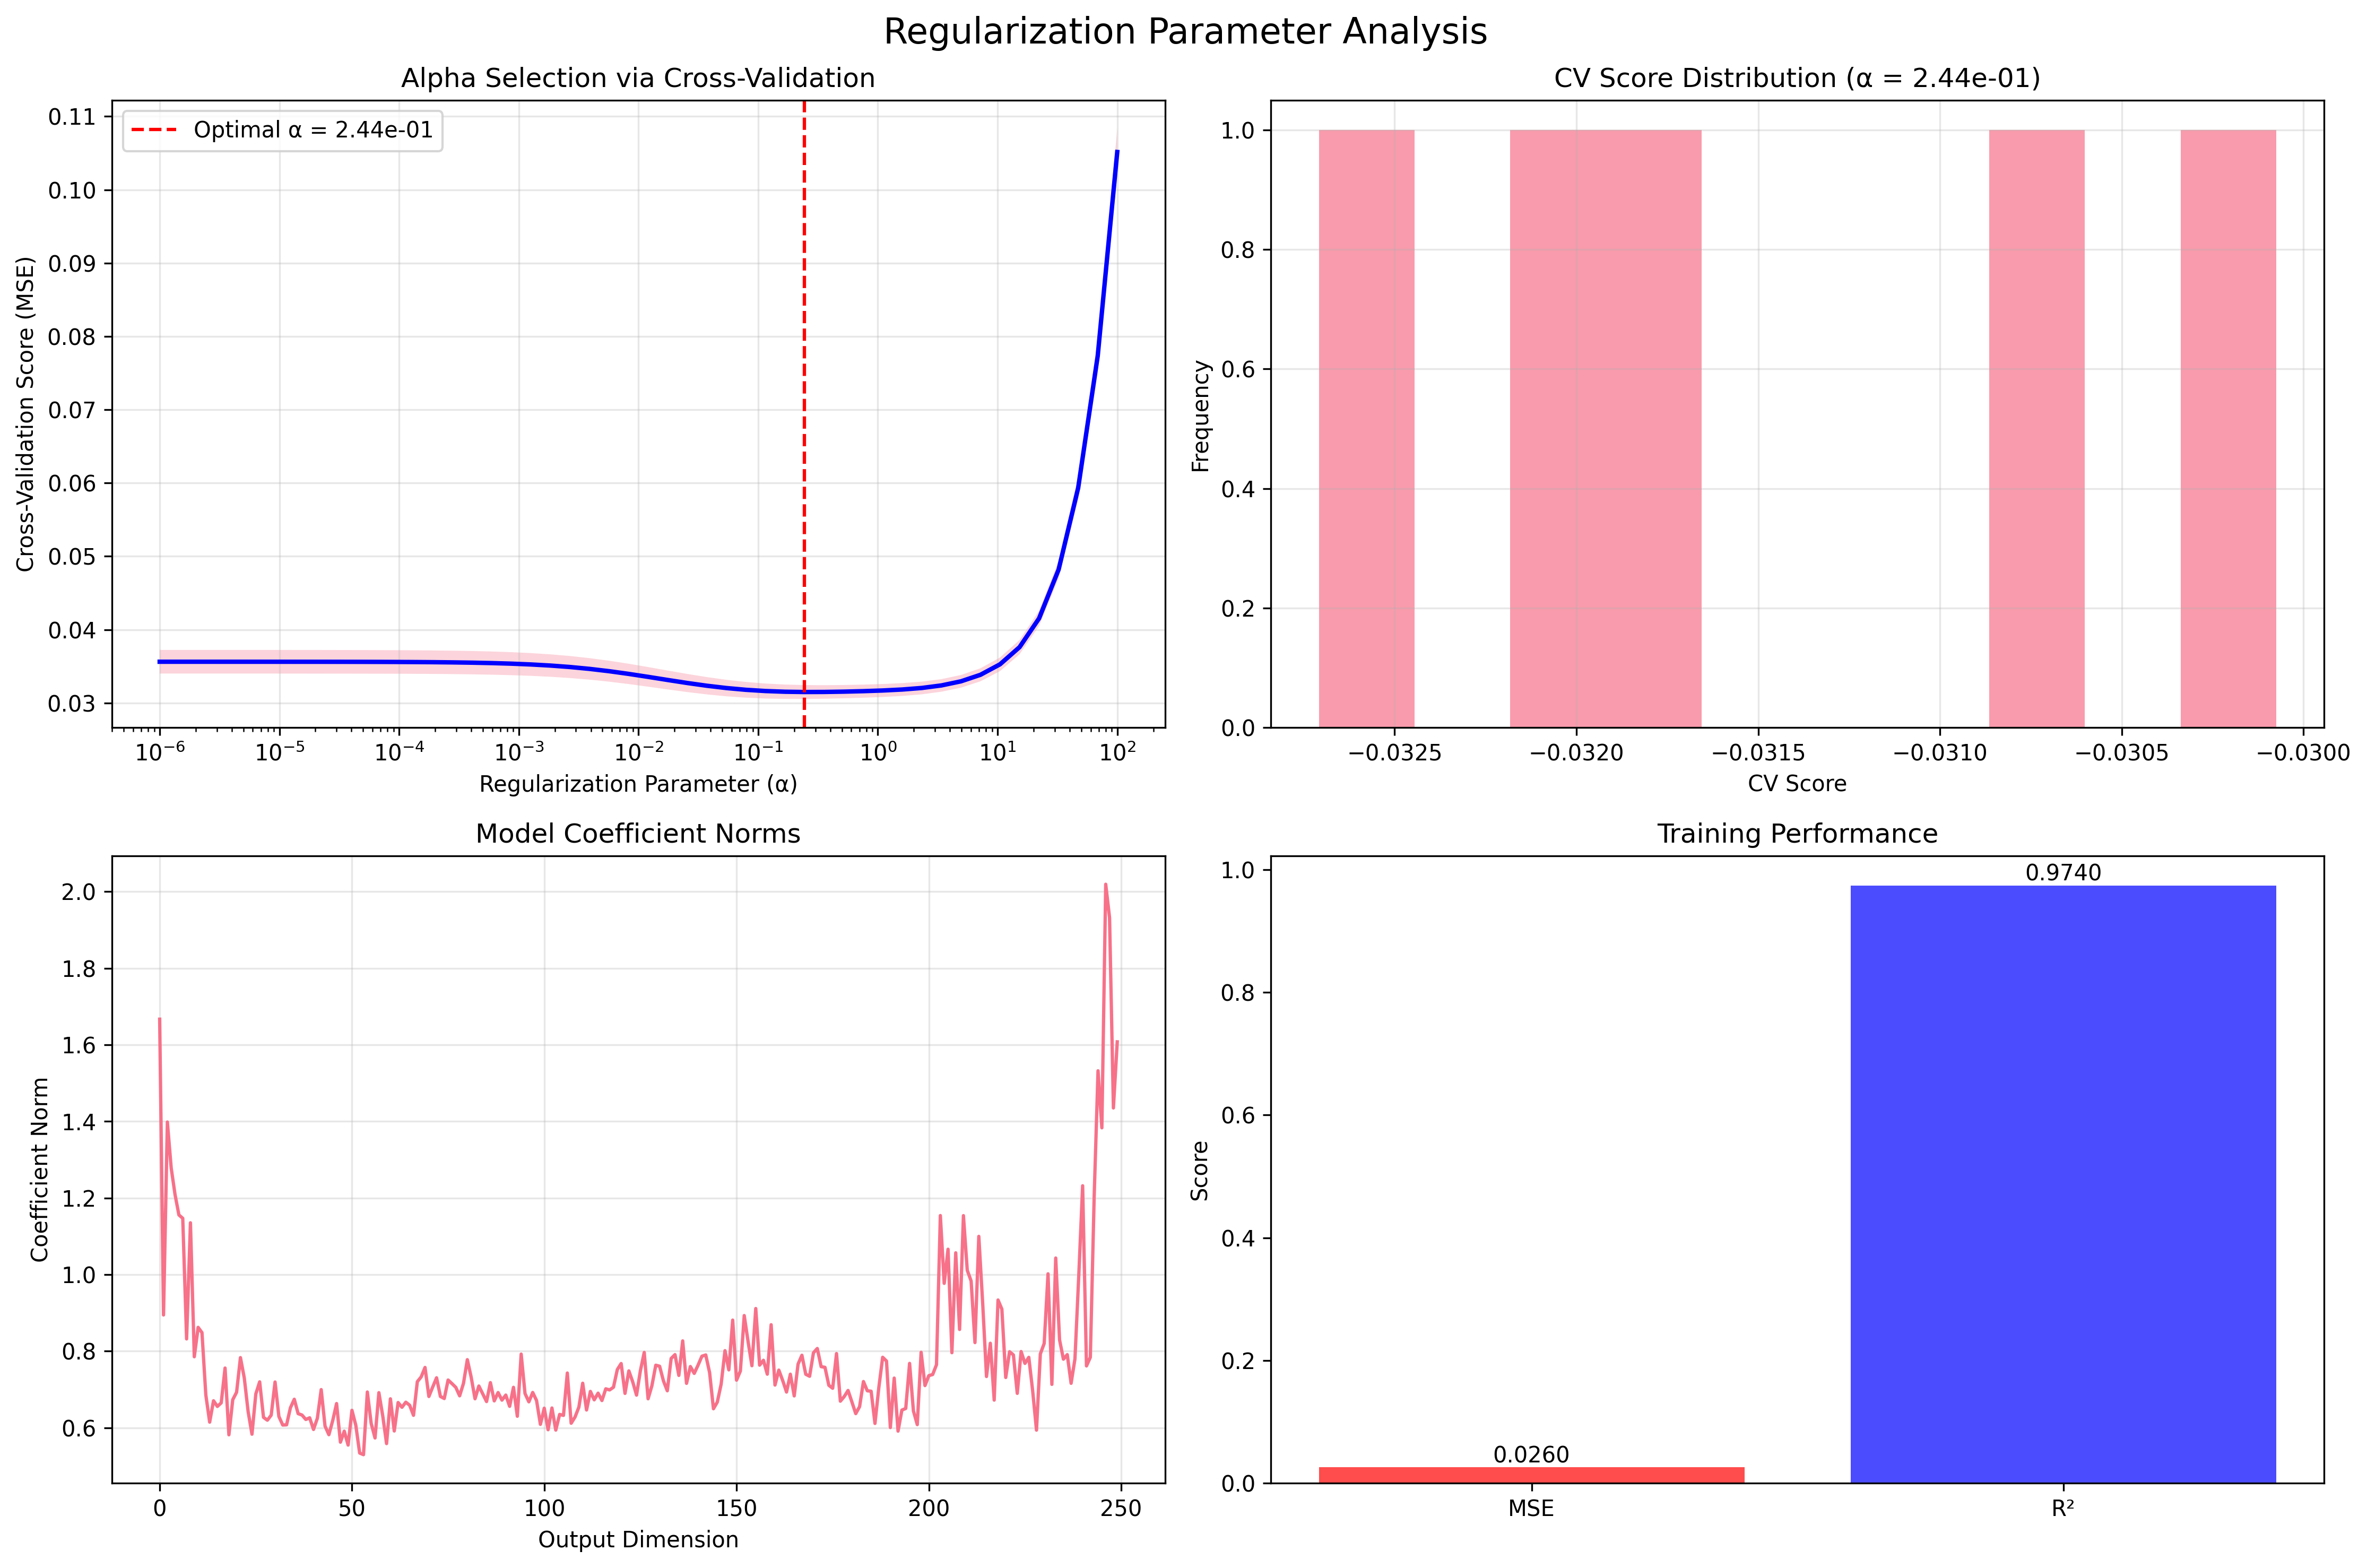 Regularization Parameter Analysis
Alpha Selection via Cross-Validation
Optimal α = 2.44e-01
Cross-Validation Score (MSE)
0.11
0.10
0.09
0.08
0.07
0.06
0.05
0.04
0.03
10⁻⁶ 10⁻⁵ 10⁻⁴ 10⁻³ 10⁻² 10⁻¹ 10⁰ 10¹ 10²
Regularization Parameter (α)
CV Score Distribution (α = 2.44e-01)
Frequency
1.0
0.8
0.6
0.4
0.2
0.0
−0.0325 −0.0320 −0.0315 −0.0310 −0.0305 −0.0300
CV Score
Model Coefficient Norms
Coefficient Norm
2.0
1.8
1.6
1.4
1.2
1.0
0.8
0.6
0 50 100 150 200 250
Output Dimension
Training Performance
Score
1.0
0.8
0.6
0.4
0.2
0.0
0.9740
0.0260
MSE R²